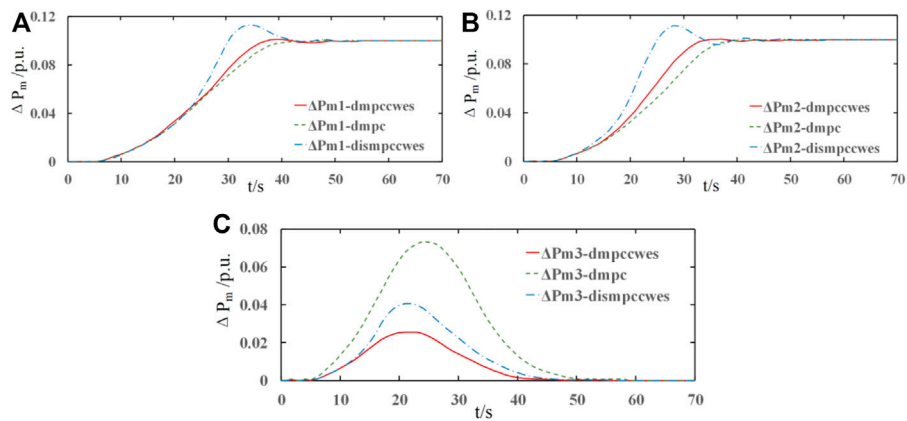 A
0.12
0.08
0.04
0
Δ Pm /p.u.
ΔPm1-dmpccwes
ΔPm1-dmpc
ΔPm1-dismpccwes
0 10 20 30 40 50 60 70
t/s
B
0.12
0.08
0.04
0
Δ Pm /p.u.
ΔPm2-dmpccwes
ΔPm2-dmpc
ΔPm2-dismpccwes
0 10 20 30 40 50 60 70
t/s
C
0.08
0.06
0.04
0.02
0
Δ Pm /p.u.
ΔPm3-dmpccwes
ΔPm3-dmpc
ΔPm3-dismpccwes
0 10 20 30 40 50 60 70
t/s